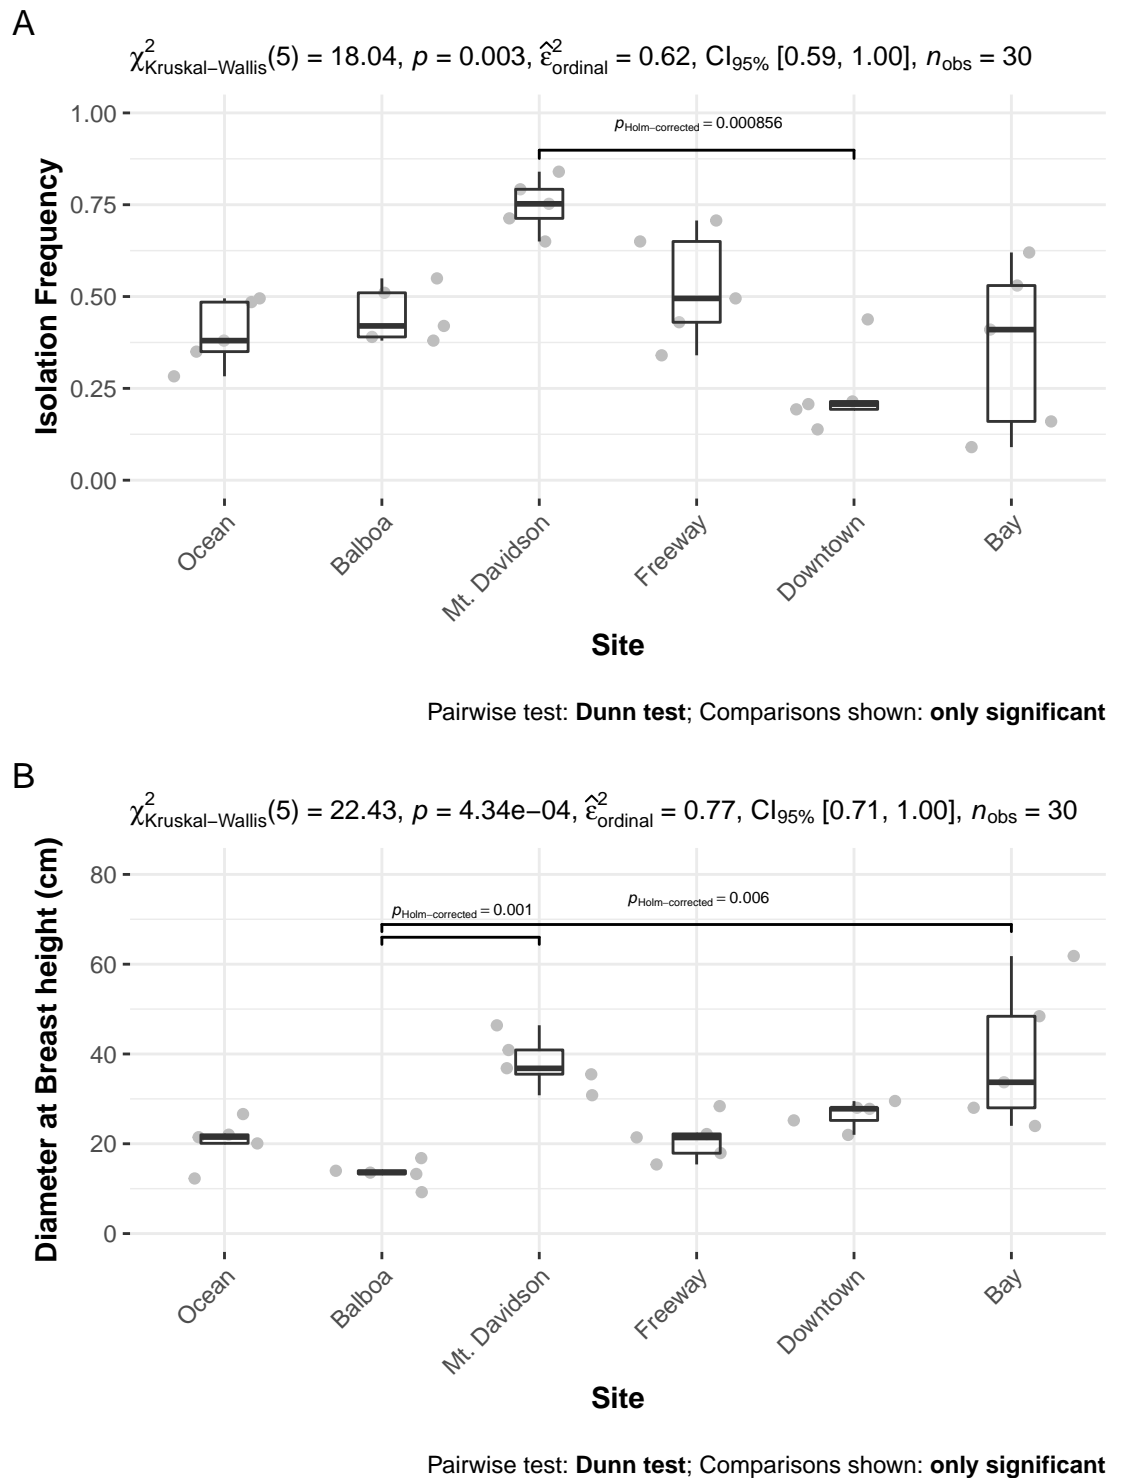 A
χ²Kruskal–Wallis(5) = 18.04, p = 0.003, ε̂²ordinal = 0.62, CI95% [0.59, 1.00], nobs = 30
pHolm–corrected = 0.000856
Isolation Frequency
1.00
0.75
0.50
0.25
0.00
Ocean
Balboa
Mt. Davidson
Freeway
Downtown
Bay
Site
Pairwise test: Dunn test; Comparisons shown: only significant
B
χ²Kruskal–Wallis(5) = 22.43, p = 4.34e−04, ε̂²ordinal = 0.77, CI95% [0.71, 1.00], nobs = 30
pHolm–corrected = 0.006
pHolm–corrected = 0.001
Diameter at Breast height (cm)
80
60
40
20
0
Ocean
Balboa
Mt. Davidson
Freeway
Downtown
Bay
Site
Pairwise test: Dunn test; Comparisons shown: only significant